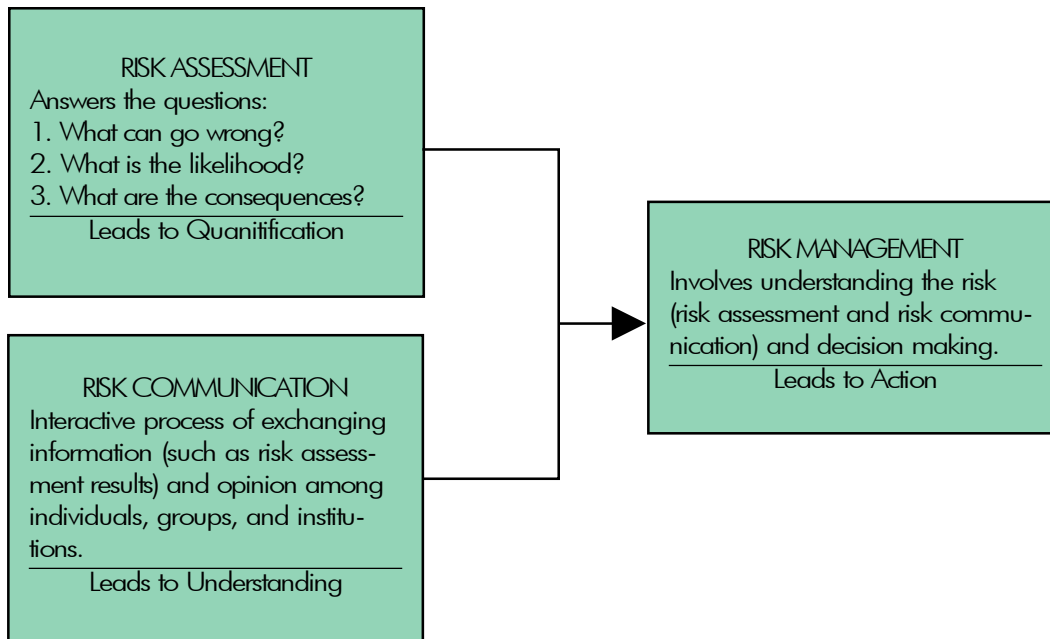 RISK ASSESSMENT
Answers the questions:
1. What can go wrong?
2. What is the likelihood?
3. What are the consequences?
Leads to Quanitification
RISK COMMUNICATION
Interactive process of exchanging
information (such as risk assess-
ment results) and opinion among
individuals, groups, and institu-
tions.
Leads to Understanding
RISK MANAGEMENT
Involves understanding the risk
(risk assessment and risk commu-
nication) and decision making.
Leads to Action